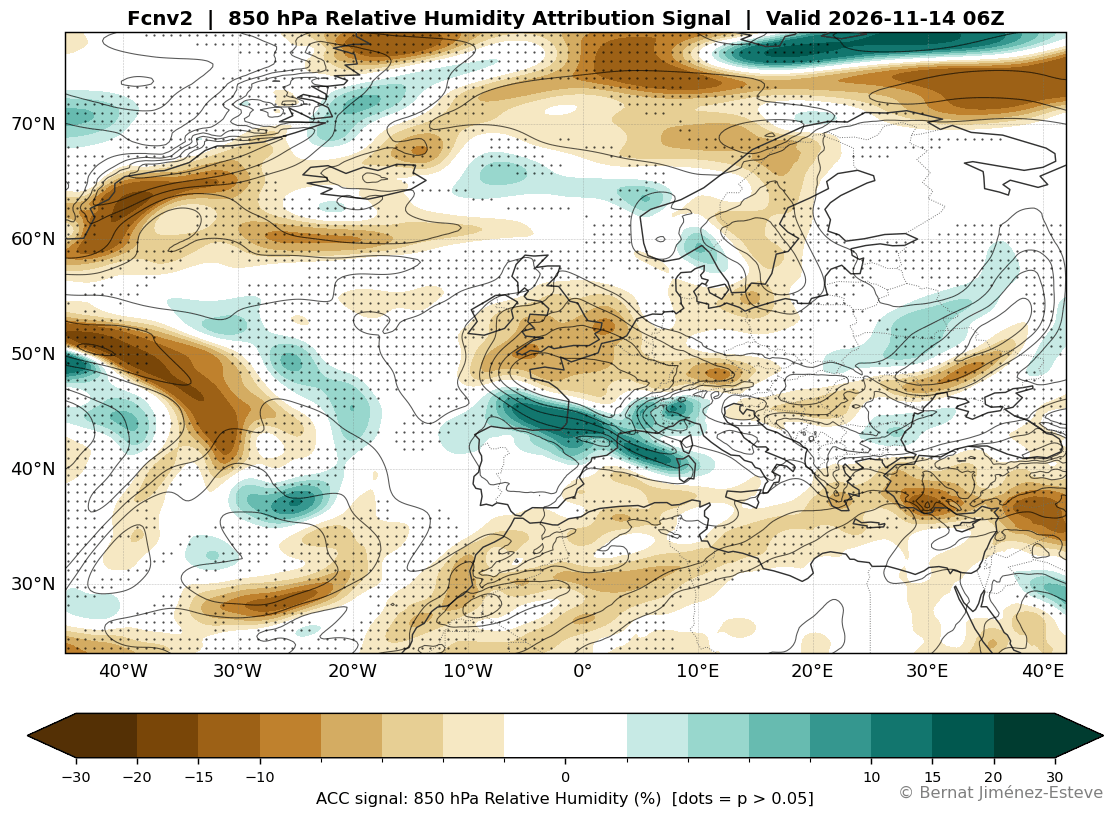 Fcnv2 | 850 hPa Relative Humidity Attribution Signal | Valid 2026-11-14 06Z
70°N
60°N
50°N
40°N
30°N
40°W 30°W 20°W 10°W 0° 10°E 20°E 30°E 40°E
−30 −20 −15 −10 0 10 15 20 30
ACC signal: 850 hPa Relative Humidity (%) [dots = p > 0.05]
© Bernat Jiménez-Esteve